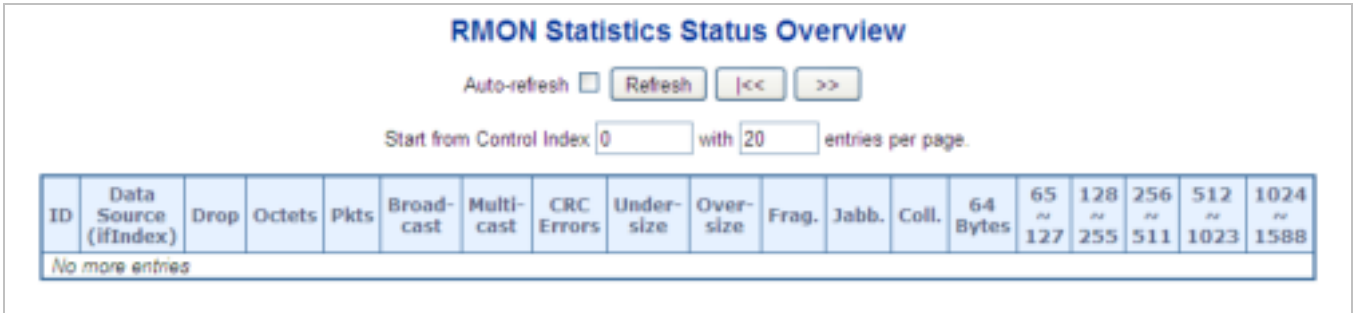 RMON Statistics Status Overview
Auto-refresh Refresh |<< >>
Start from Control Index 0 with 20 entries per page.
ID Data Source (ifIndex) Drop Octets Pkts Broad-cast Multi-cast CRC Errors Under-size Over-size Frag. Jabb. Coll. 64 Bytes 65 ~ 127 128 ~ 255 256 ~ 511 512 ~ 1023 1024 ~ 1588
No more entries